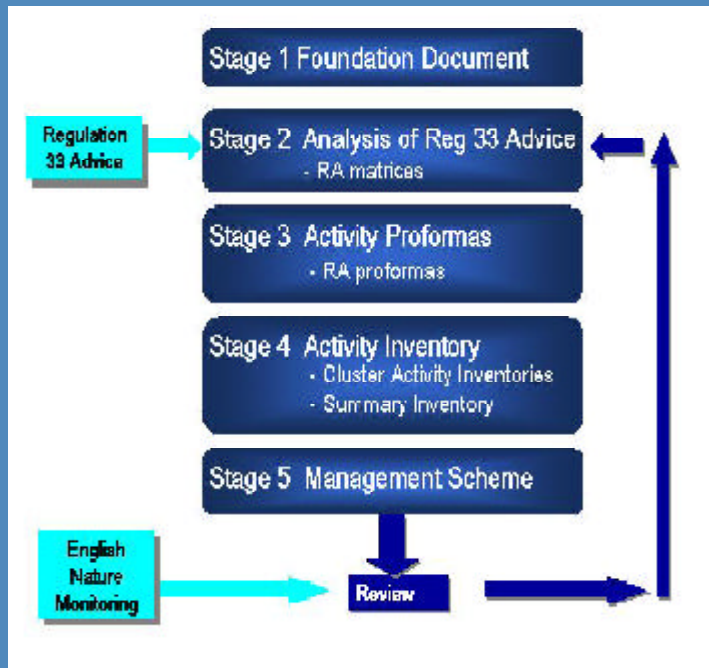 Stage 1 Foundation Document
Regulation
33 Advice
Stage 2 Analysis of Reg 33 Advice
- RA matrices
Stage 3 Activity Proformas
- RA proformas
Stage 4 Activity Inventory
- Cluster Activity Inventories
- Summary Inventory
Stage 5 Management Scheme
English
Nature
Monitoring
Review